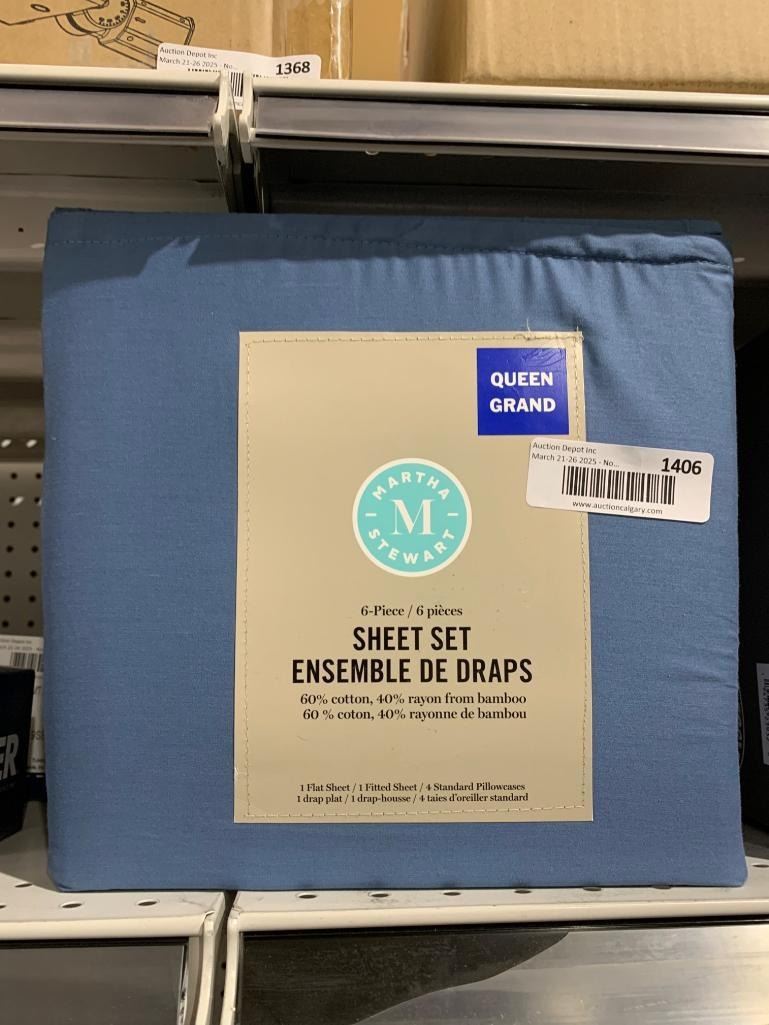 Auction Depot Inc
March 21-26 2025 - No...
1368
QUEEN
GRAND
Auction Depot Inc
March 21-26 2025 - No...
1406
www.auctioncalgary.com
MARTHA
M
STEWART
6-Piece / 6 pièces
SHEET SET
ENSEMBLE DE DRAPS
60% cotton, 40% rayon from bamboo
60 % coton, 40% rayonne de bambou
1 Flat Sheet / 1 Fitted Sheet / 4 Standard Pillowcases
1 drap plat / 1 drap-housse / 4 taies d'oreiller standard